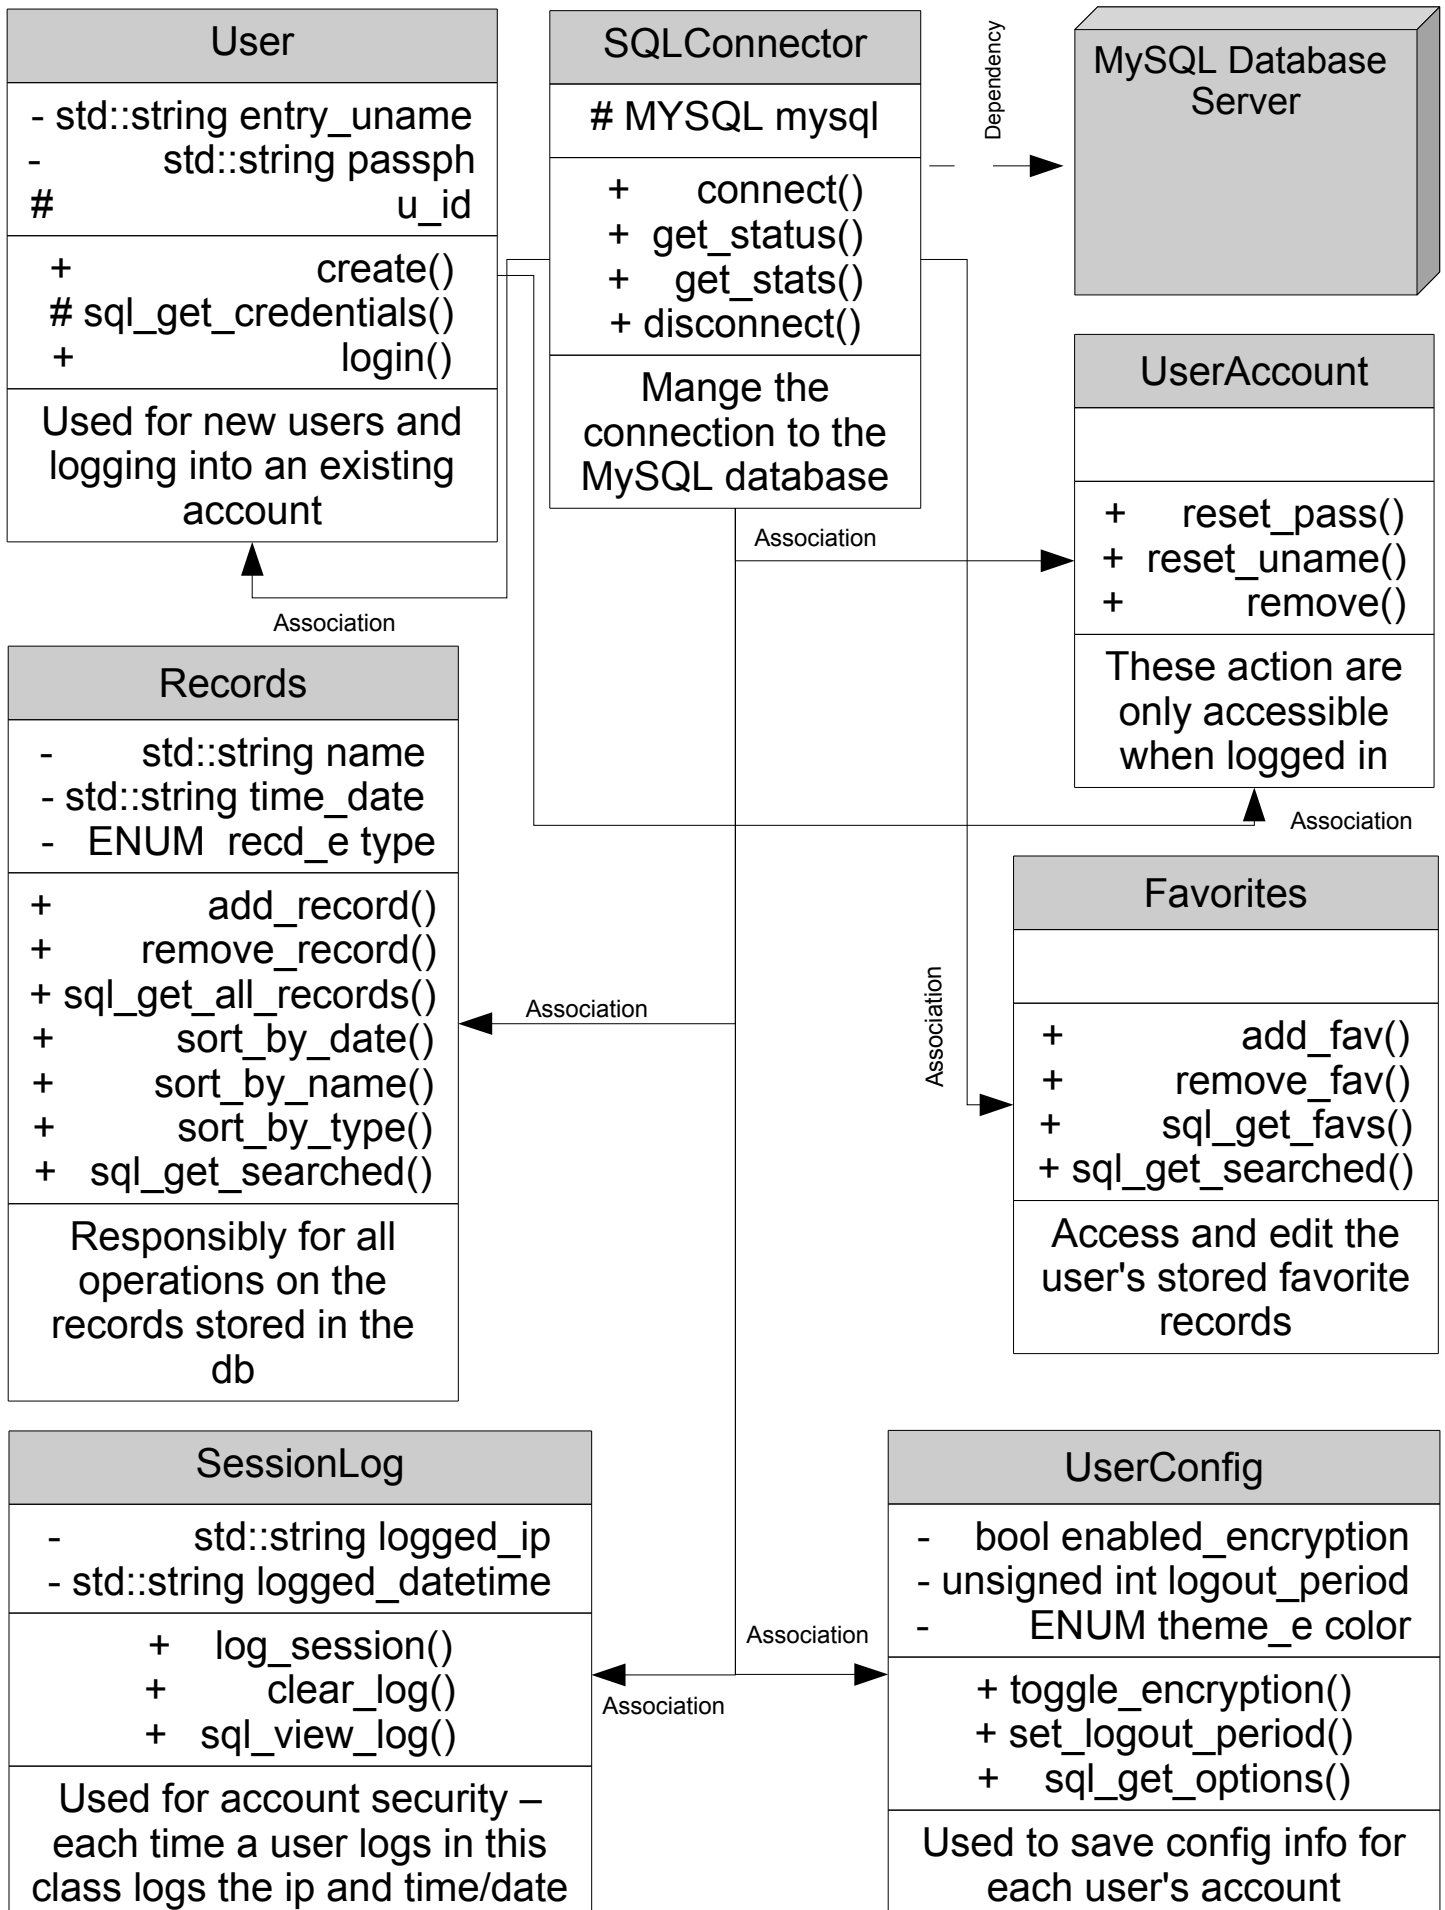 User
- std::string entry_uname
- std::string passph
# u_id
+ create()
# sql_get_credentials()
+ login()
Used for new users and
logging into an existing
account
SQLConnector
# MYSQL mysql
+ connect()
+ get_status()
+ get_stats()
+ disconnect()
Mange the
connection to the
MySQL database
Dependency
MySQL Database
Server
UserAccount
+ reset_pass()
+ reset_uname()
+ remove()
These action are
only accessible
when logged in
Association
Association
Association
Records
- std::string name
- std::string time_date
- ENUM recd_e type
+ add_record()
+ remove_record()
+ sql_get_all_records()
+ sort_by_date()
+ sort_by_name()
+ sort_by_type()
+ sql_get_searched()
Responsibly for all
operations on the
records stored in the
db
Association
Association
Favorites
+ add_fav()
+ remove_fav()
+ sql_get_favs()
+ sql_get_searched()
Access and edit the
user's stored favorite
records
SessionLog
- std::string logged_ip
- std::string logged_datetime
+ log_session()
+ clear_log()
+ sql_view_log()
Used for account security –
each time a user logs in this
class logs the ip and time/date
Association
Association
UserConfig
- bool enabled_encryption
- unsigned int logout_period
- ENUM theme_e color
+ toggle_encryption()
+ set_logout_period()
+ sql_get_options()
Used to save config info for
each user's account